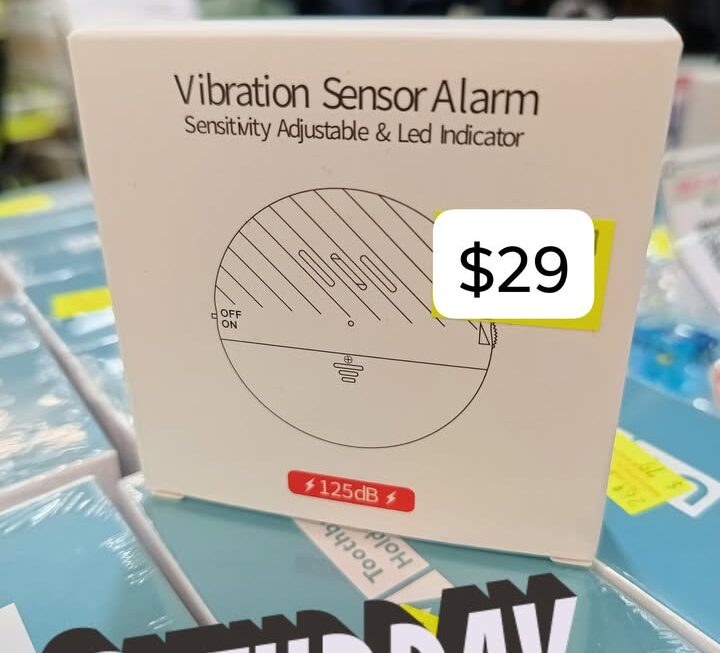 Vibration Sensor Alarm
Sensitivity Adjustable & Led Indicator
$29
OFF
ON
125dB
Toothb
Hold